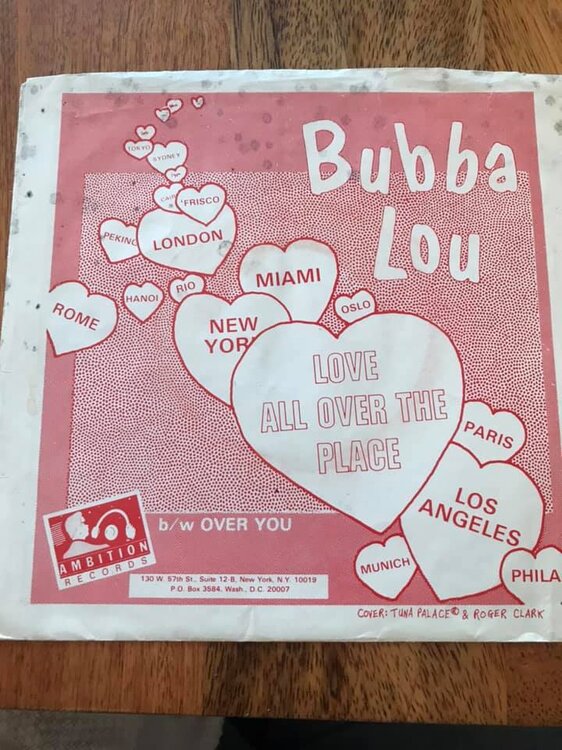 Bubba
Lou
TOKYO
SYDNEY
'FRISCO
PEKING
LONDON
MIAMI
RIO
HANOI
OSLO
ROME
NEW
YORK
LOVE
ALL OVER THE
PLACE
PARIS
LOS
ANGELES
MUNICH
PHILA
b/w OVER YOU
AMBITION
RECORDS
130 W. 57th St., Suite 12-B, New York, N.Y. 10019
P.O. Box 3584, Wash., D.C. 20007
COVER: TUNA PALACE© & ROGER CLARK